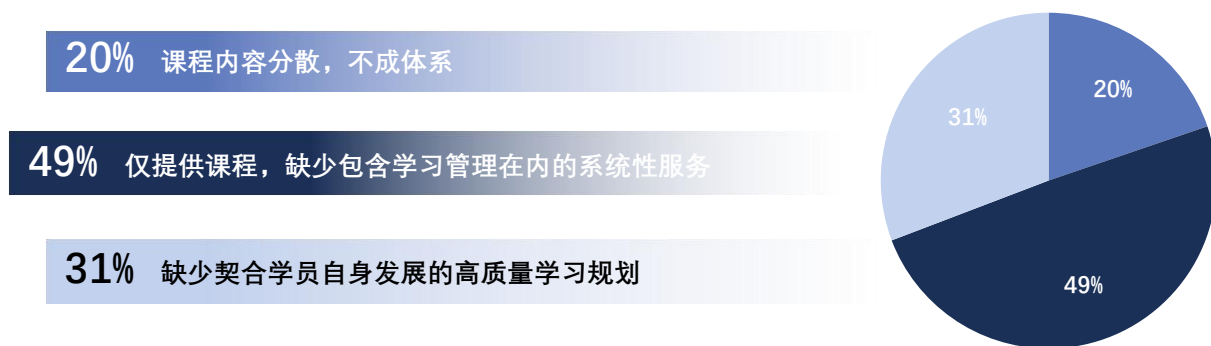 20% 课程内容分散，不成体系
49% 仅提供课程，缺少包含学习管理在内的系统性服务
31% 缺少契合学员自身发展的高质量学习规划
20%
31%
49%